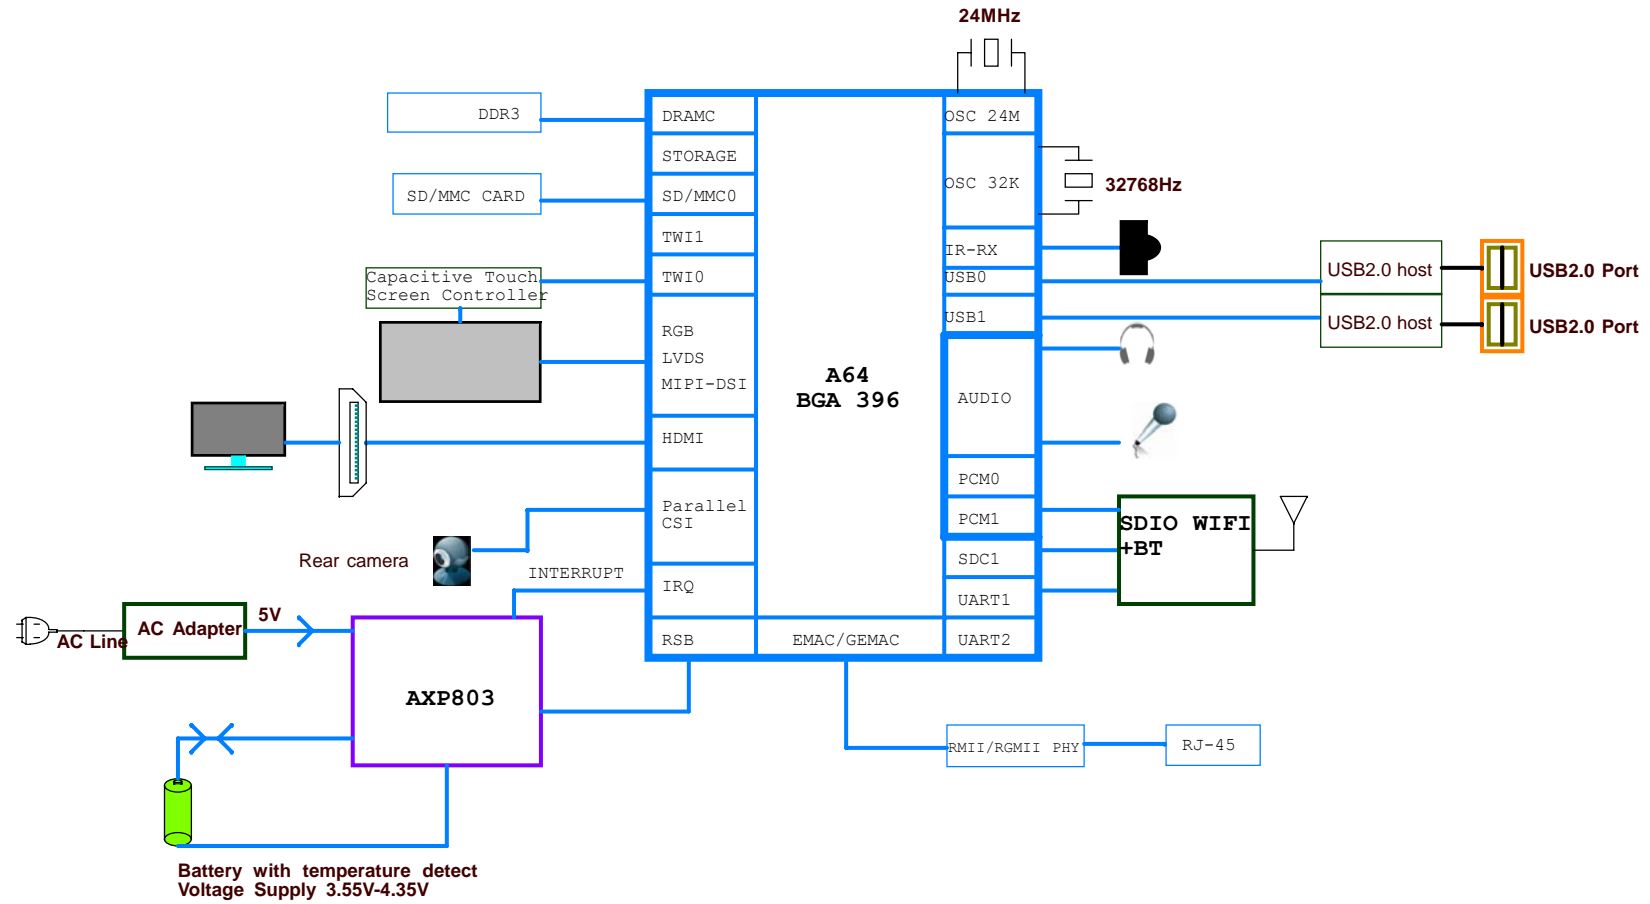 24MHz
DDR3
DRAMC
OSC 24M
STORAGE
SD/MMC CARD
SD/MMC0
OSC 32K
32768Hz
TWI1
IR-RX
Capacitive Touch
Screen Controller
TWI0
USB0
USB2.0 host
USB2.0 Port
USB1
USB2.0 host
USB2.0 Port
RGB
LVDS
MIPI-DSI
A64
BGA 396
AUDIO
HDMI
PCM0
Parallel
CSI
PCM1
SDIO WIFI
+BT
Rear camera
SDC1
INTERRUPT
IRQ
UART1
5V
AC Line
AC Adapter
RSB
EMAC/GEMAC
UART2
AXP803
RMII/RGMII PHY
RJ-45
Battery with temperature detect
Voltage Supply 3.55V-4.35V